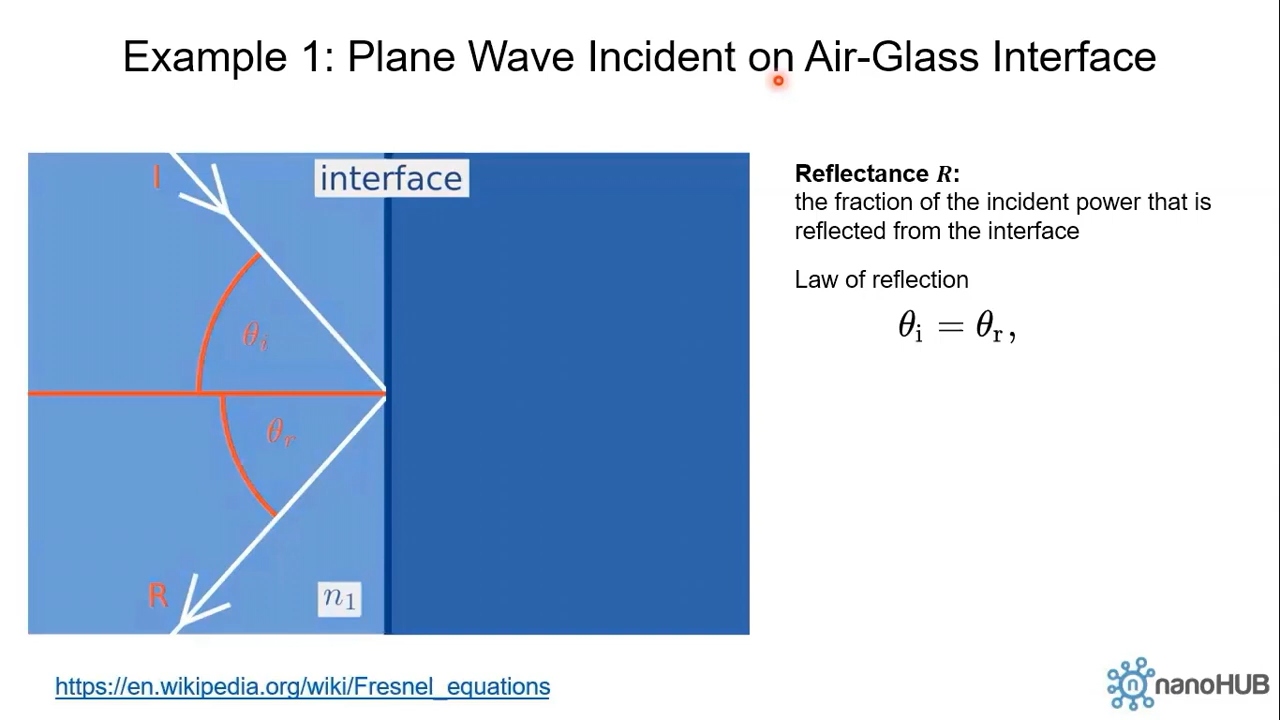 Example 1: Plane Wave Incident on Air-Glass Interface
I
interface
θi
θr
R
n1
Reflectance R:
the fraction of the incident power that is
reflected from the interface
Law of reflection
θi = θr,
https://en.wikipedia.org/wiki/Fresnel_equations
n nanoHUB